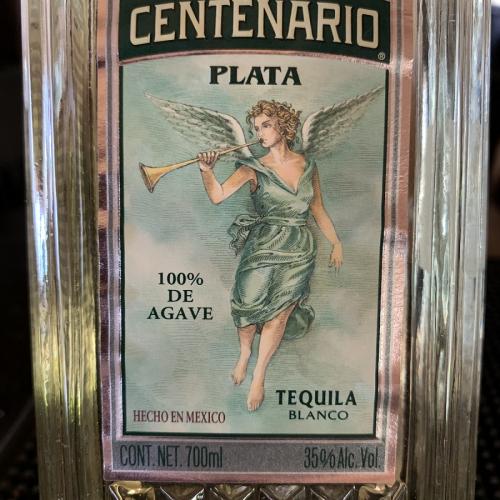 CENTENARIO
®
PLATA
100%
DE
AGAVE
TEQUILA
BLANCO
HECHO EN MEXICO
CONT. NET. 700ml 35% Alc. Vol.